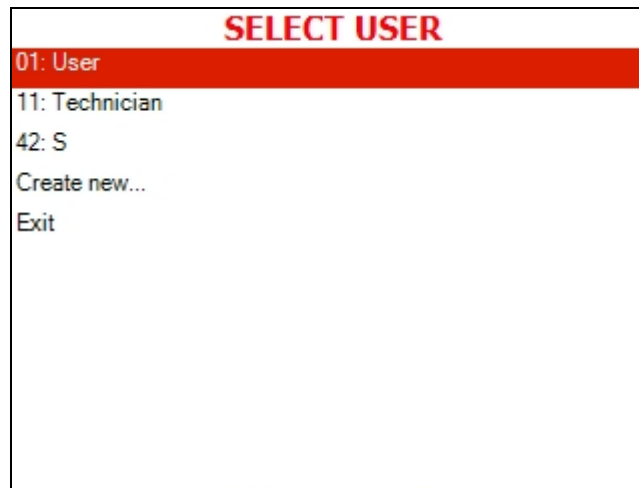 SELECT USER
01: User
11: Technician
42: S
Create new...
Exit